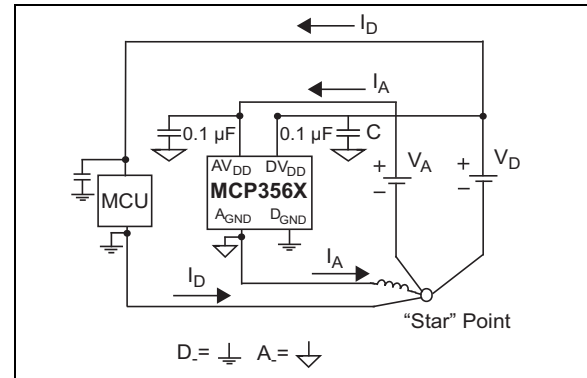 I_D
I_A
0.1 µF
0.1 µF
C
AV_DD
DV_DD
MCP356X
A_GND
D_GND
MCU
+
V_A
−
+
V_D
−
I_D
I_A
"Star" Point
D_-=
A_-=